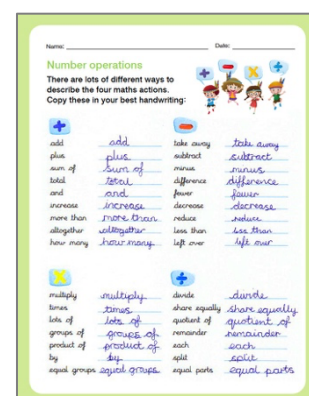 Name:
Date:
Number operations
There are lots of different ways to
describe the four maths actions.
Copy these in your best handwriting:
+ - x ÷
+
add add
plus plus
sum of sum of
total total
and and
increase increase
more than more than
altogether altogether
how many how many
-
take away take away
subtract subtract
minus minus
difference difference
fewer fewer
decrease decrease
reduce reduce
less than less than
left over left over
x
multiply multiply
times times
lots of lots of
groups of groups of
product of product of
by by
equal groups equal groups
÷
divide divide
share equally share equally
quotient of quotient of
remainder remainder
each each
split split
equal parts equal parts